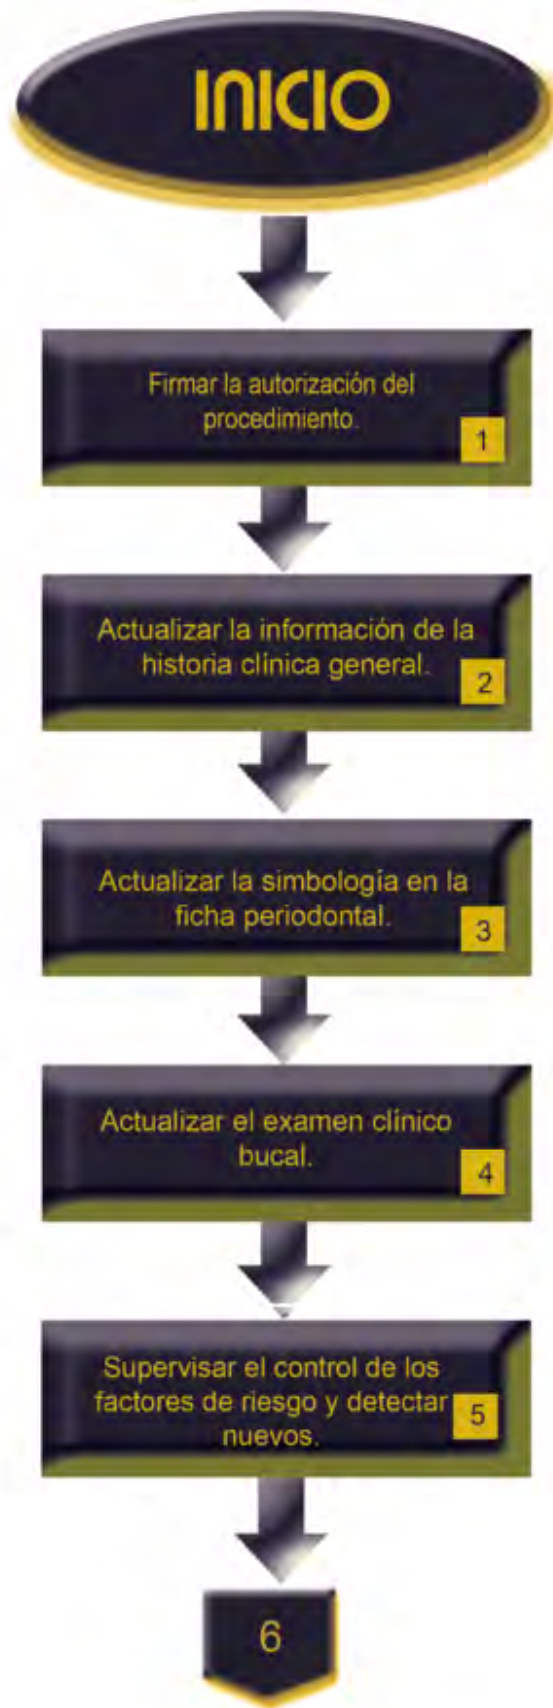 INICIO
Firmar la autorización del
procedimiento.
1
Actualizar la información de la
historia clínica general.
2
Actualizar la simbología en la
ficha periodontal.
3
Actualizar el examen clínico
bucal.
4
Supervisar el control de los
factores de riesgo y detectar
nuevos.
5
6